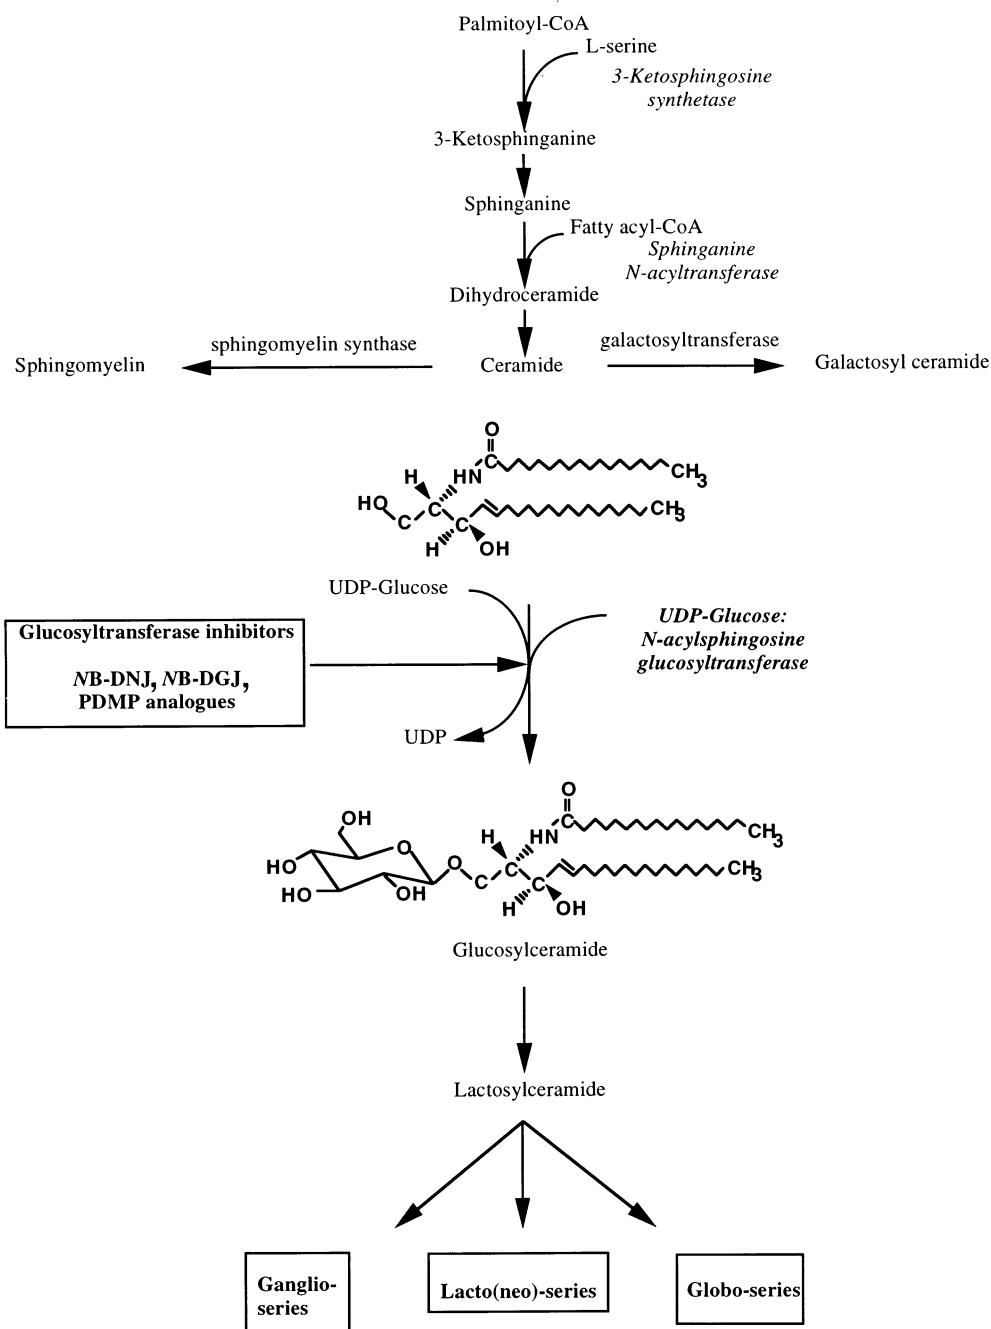 Palmitoyl-CoA
L-serine
3-Ketosphingosine
synthetase
3-Ketosphinganine
Sphinganine
Fatty acyl-CoA
Sphinganine
N-acyltransferase
Dihydroceramide
sphingomyelin synthase
galactosyltransferase
Sphingomyelin
Ceramide
Galactosyl ceramide
O
C
CH3
H
HN
HO
C
C
CH3
C
H
OH
UDP-Glucose
UDP-Glucose:
N-acylsphingosine
glucosyltransferase
Glucosyltransferase inhibitors
NB-DNJ, NB-DGJ,
PDMP analogues
UDP
O
OH
C
CH3
H
HN
O
HO
O
C
C
CH3
HO
OH
C
H
OH
Glucosylceramide
Lactosylceramide
Ganglio-
series
Lacto(neo)-series
Globo-series